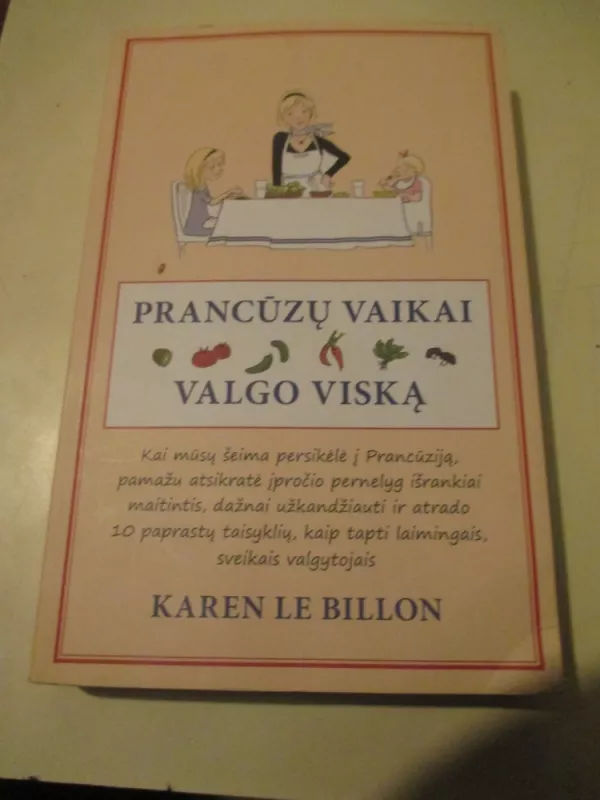 PRANCŪZŲ VAIKAI
VALGO VISKĄ
Kai mūsų šeima persikėlė į Prancūziją,
pamažu atsikratė įpročio pernelyg išrankiai
maitintis, dažnai užkandžiauti ir atrado
10 paprastų taisyklių, kaip tapti laimingais,
sveikais valgytojais
KAREN LE BILLON